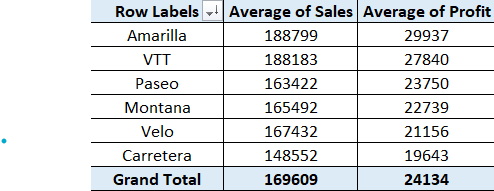 Row Labels Average of Sales Average of Profit
Amarilla 188799 29937
VTT 188183 27840
Paseo 163422 23750
Montana 165492 22739
Velo 167432 21156
Carretera 148552 19643
Grand Total 169609 24134